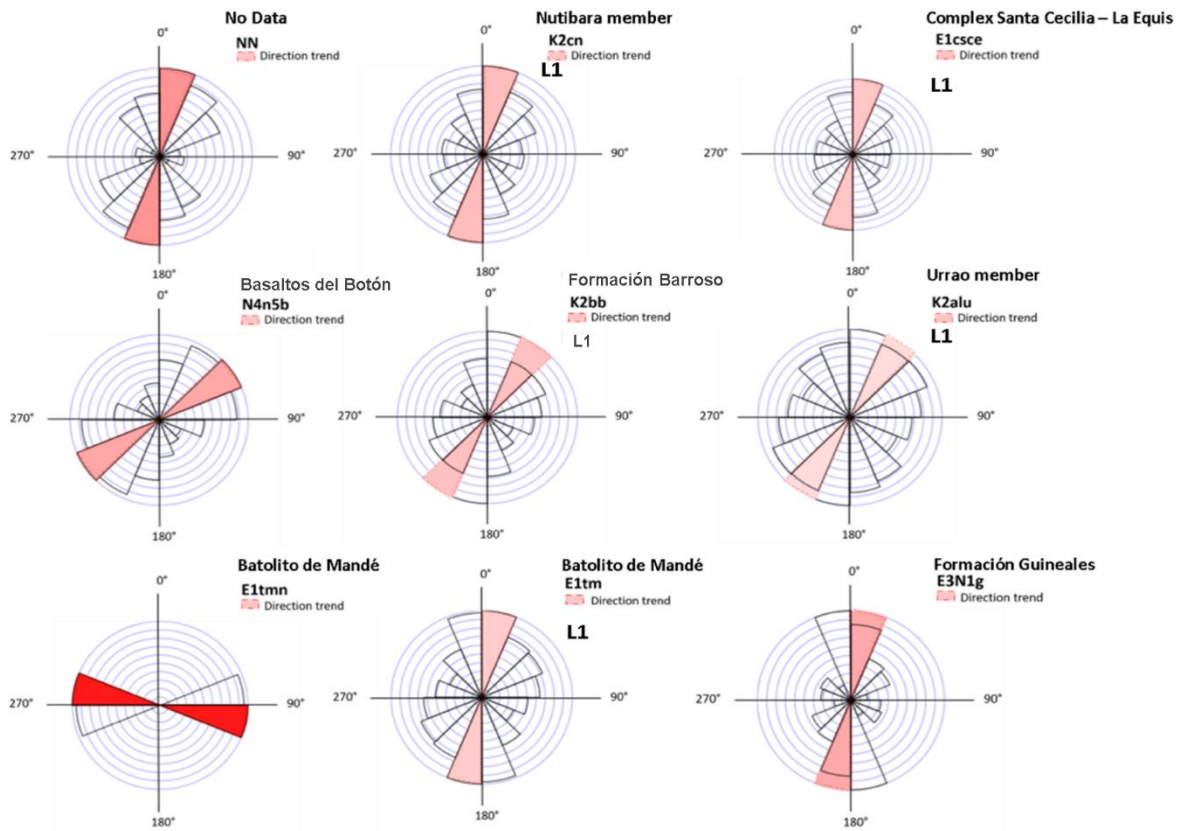 No Data
NN
Direction trend
0°
270°
90°
180°
Nutibara member
K2cn
Direction trend
L1
0°
270°
90°
180°
Complex Santa Cecilia – La Equis
E1csce
Direction trend
L1
0°
270°
90°
180°
Basaltos del Botón
N4n5b
Direction trend
0°
270°
90°
180°
Formación Barroso
K2bb
Direction trend
L1
0°
270°
90°
180°
Urrao member
K2alu
Direction trend
L1
0°
270°
90°
180°
Batolito de Mandé
E1tmn
Direction trend
0°
270°
90°
180°
Batolito de Mandé
E1tm
Direction trend
L1
0°
270°
90°
180°
Formación Guineales
E3N1g
Direction trend
0°
270°
90°
180°